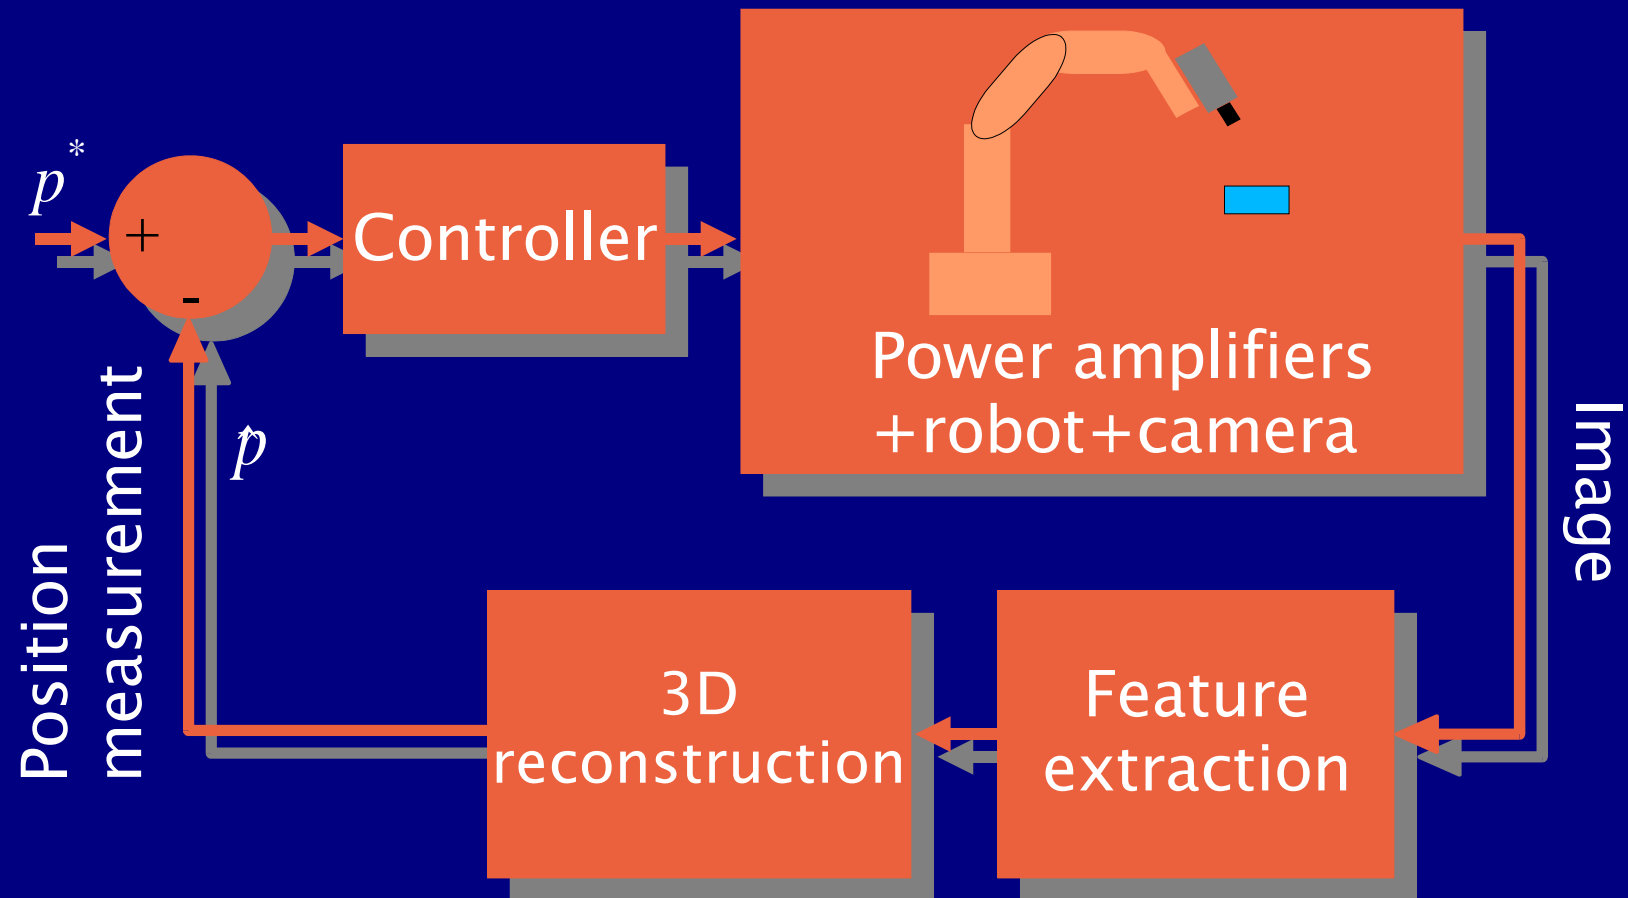 p*
+
-
Controller
Power amplifiers
+robot+camera
Image
Feature
extraction
3D
reconstruction
p̂
Position
measurement